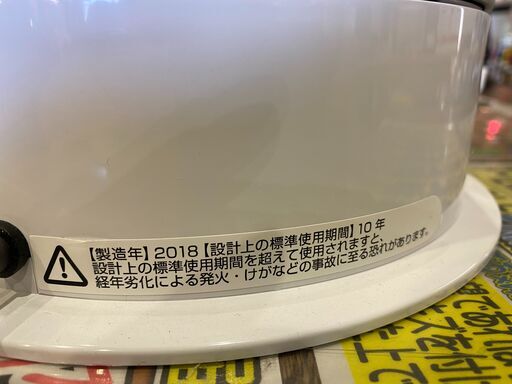 【製造年】2018【設計上の標準使用期間】10年
設計上の標準使用期間を超えて使用されますと、
経年劣化による発火・けがなどの事故に至る恐れがあります。